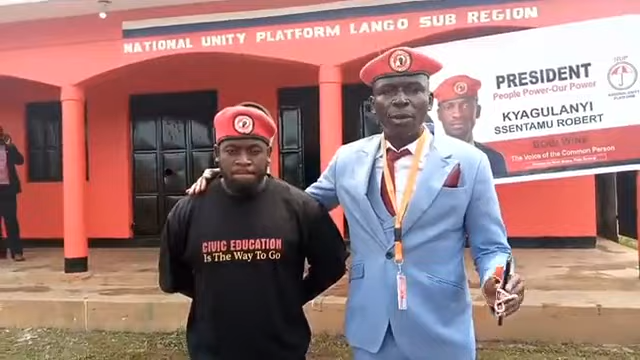 NATIONAL UNITY PLATFORM LANGO SUB REGION
PRESIDENT
People Power-Our Power
KYAGULANYI
SSENTAMU ROBERT
BOBI WINE
"The Voice of the Common Person"
CIVIC EDUCATION
Is The Way To Go